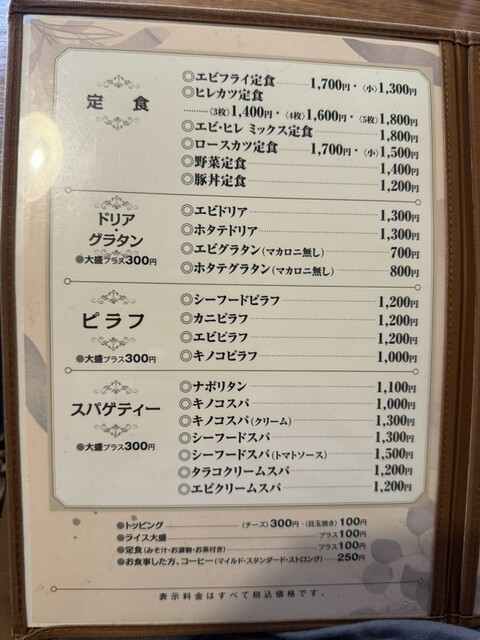 定食
◎エビフライ定食 1,700円・〈小〉1,300円
◎ヒレカツ定食
〈3枚〉1,400円・〈4枚〉1,600円・〈5枚〉1,800円
◎エビ・ヒレ ミックス定食 1,800円
◎ロースカツ定食 1,700円・〈小〉1,500円
◎野菜定食 1,400円
◎豚丼定食 1,200円
ドリア・グラタン
●大盛プラス300円
◎エビドリア 1,300円
◎ホタテドリア 1,300円
◎エビグラタン(マカロニ無し) 700円
◎ホタテグラタン(マカロニ無し) 800円
ピラフ
●大盛プラス300円
◎シーフードピラフ 1,200円
◎カニピラフ 1,200円
◎エビピラフ 1,200円
◎キノコピラフ 1,000円
スパゲティー
●大盛プラス300円
◎ナポリタン 1,100円
◎キノコスパ 1,000円
◎キノコスパ(クリーム) 1,300円
◎シーフードスパ 1,300円
◎シーフードスパ(トマトソース) 1,500円
◎タラコクリームスパ 1,200円
◎エビクリームスパ 1,200円
●トッピング 〈チーズ〉300円・〈目玉焼き〉100円
●ライス大盛 プラス100円
●定食(みそ汁・お漬物・お茶付き) プラス100円
●お食事した方、コーヒー(マイルド・スタンダード・ストロング) 250円
表示料金はすべて税込価格です。